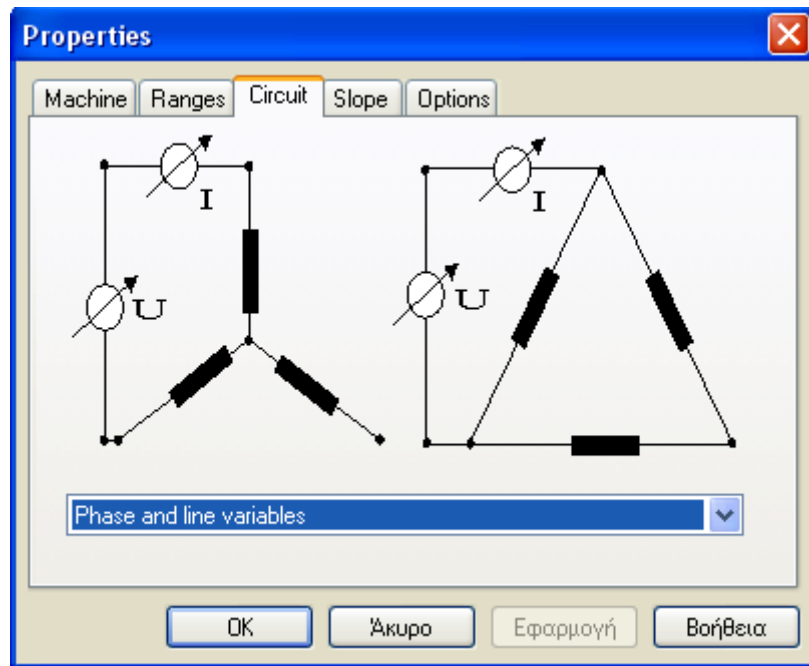 Properties
Machine Ranges Circuit Slope Options
I I
U U
Phase and line variables
OK Άκυρο Εφαρμογή Βοήθεια